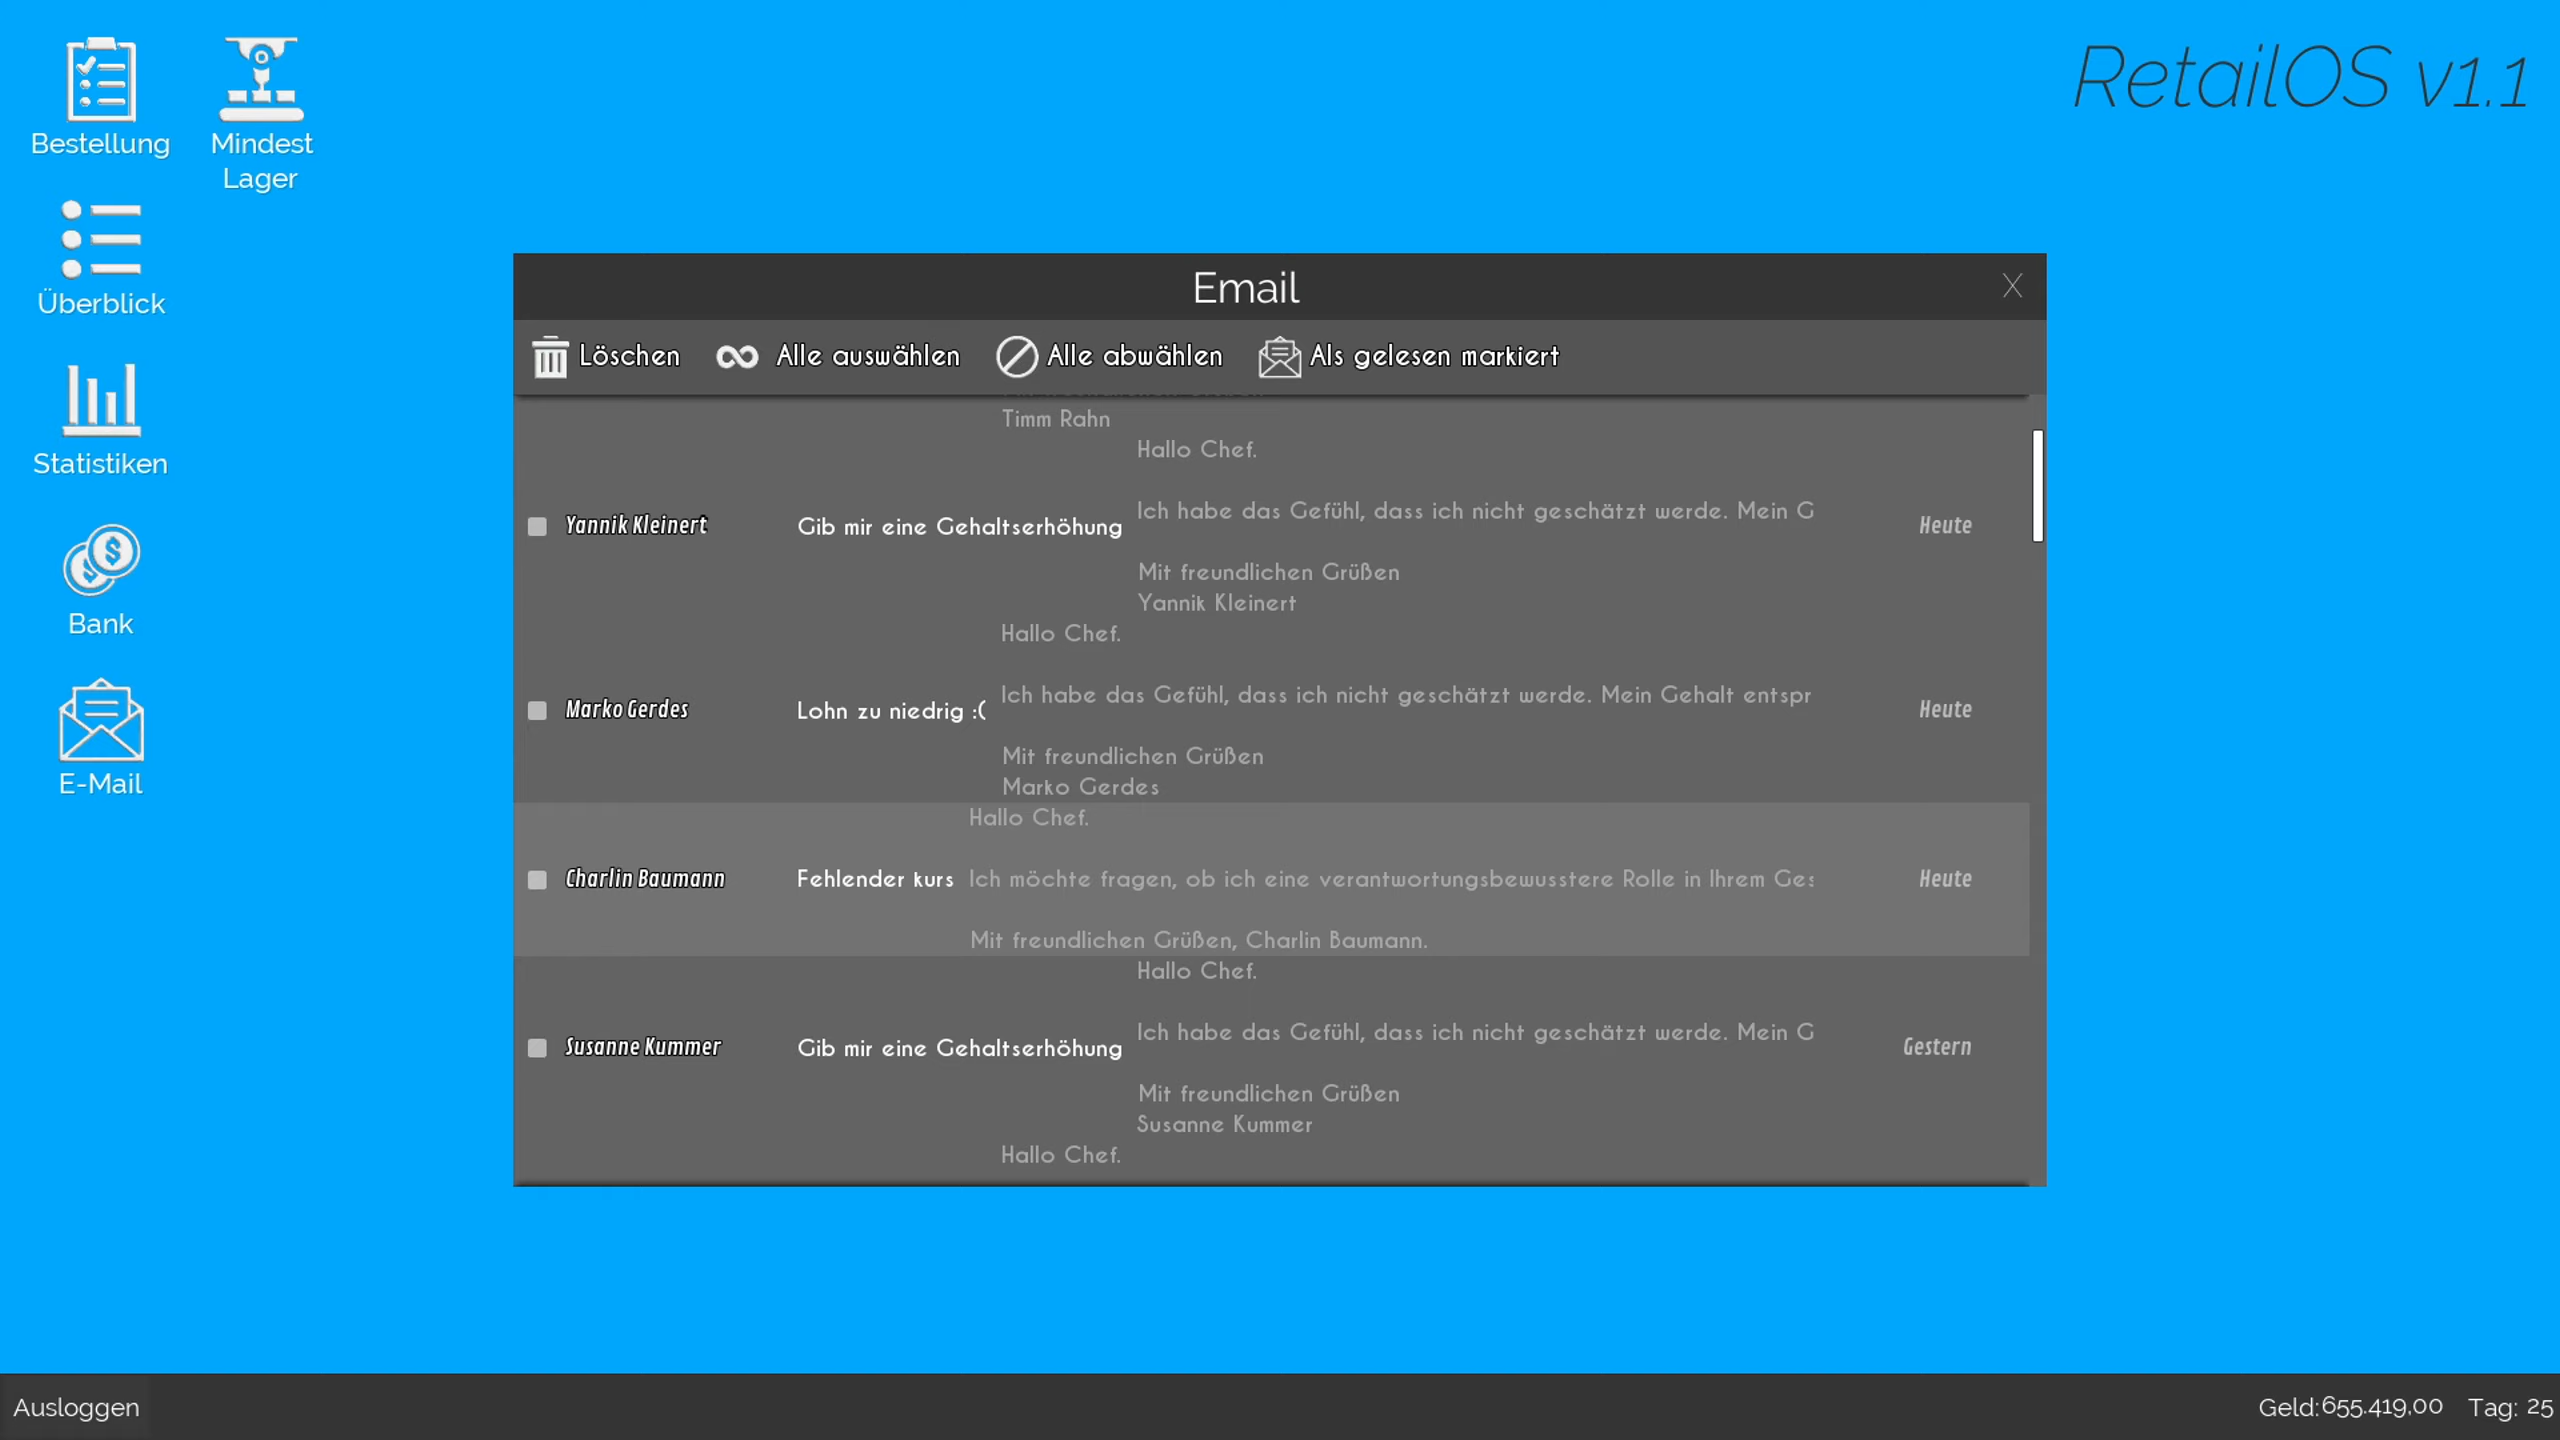 Bestellung
Mindest
Lager
Überblick
Statistiken
Bank
E-Mail
RetailOS v1.1
Email
X
Löschen
Alle auswählen
Alle abwählen
Als gelesen markiert
Timm Rahn
Hallo Chef.
Yannik Kleinert
Gib mir eine Gehaltserhöhung
Ich habe das Gefühl, dass ich nicht geschätzt werde. Mein G
Heute
Mit freundlichen Grüßen
Yannik Kleinert
Hallo Chef.
Marko Gerdes
Lohn zu niedrig :(
Ich habe das Gefühl, dass ich nicht geschätzt werde. Mein Gehalt entspr
Heute
Mit freundlichen Grüßen
Marko Gerdes
Hallo Chef.
Charlin Baumann
Fehlender kurs
Ich möchte fragen, ob ich eine verantwortungsbewusstere Rolle in Ihrem Ges
Heute
Mit freundlichen Grüßen, Charlin Baumann.
Hallo Chef.
Susanne Kummer
Gib mir eine Gehaltserhöhung
Ich habe das Gefühl, dass ich nicht geschätzt werde. Mein G
Gestern
Mit freundlichen Grüßen
Susanne Kummer
Hallo Chef.
Ausloggen
Geld:655.419,00
Tag: 25